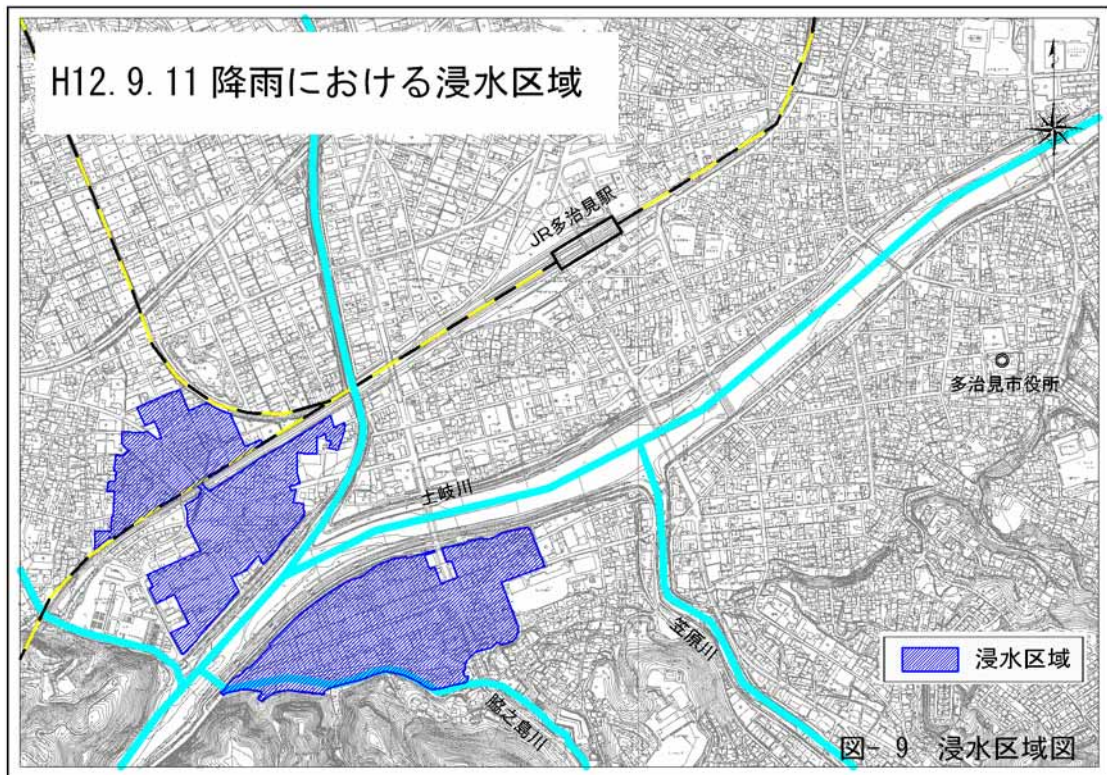 H12.9.11 降雨における浸水区域
JR多治見駅
多治見市役所
土岐川
笠原川
脇之島川
浸水区域
図-9 浸水区域図